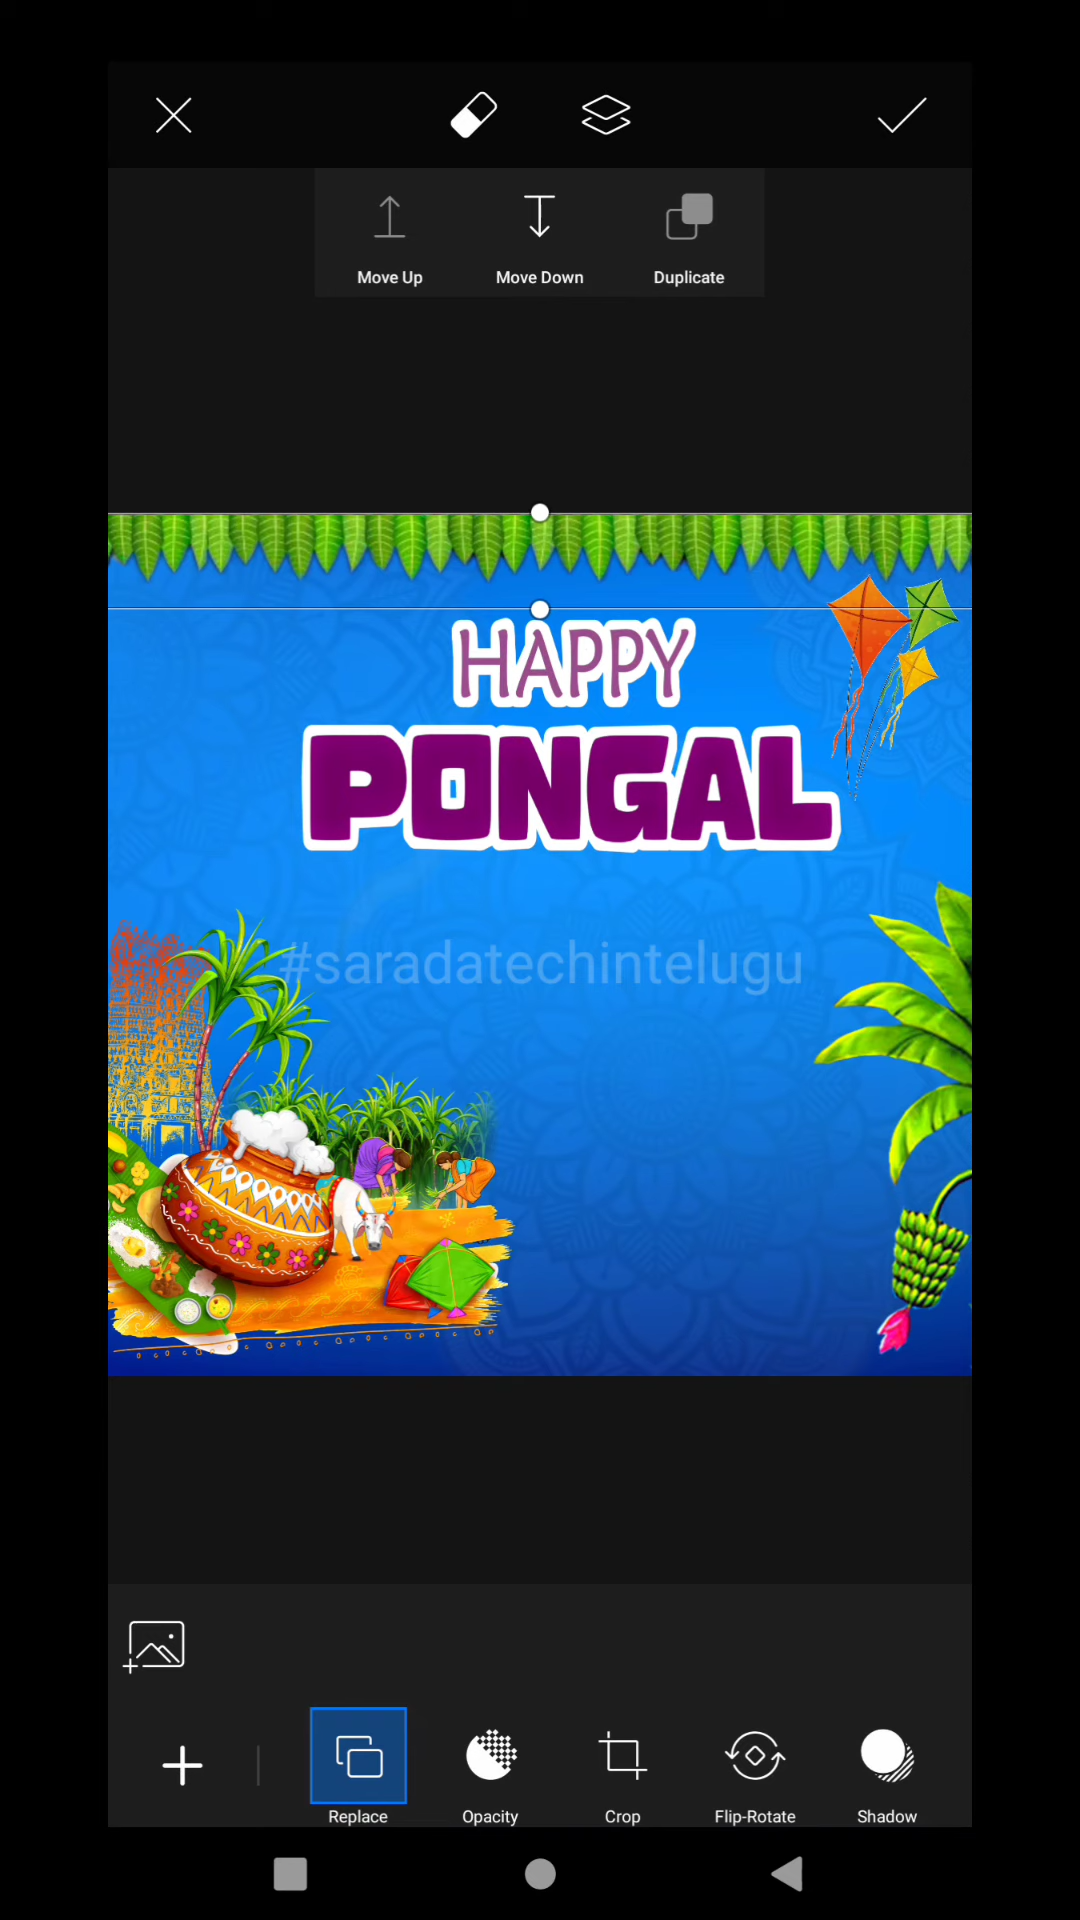 Move Up
Move Down
Duplicate
HAPPY
PONGAL
#saradatechintelugu
Replace
Opacity
Crop
Flip-Rotate
Shadow